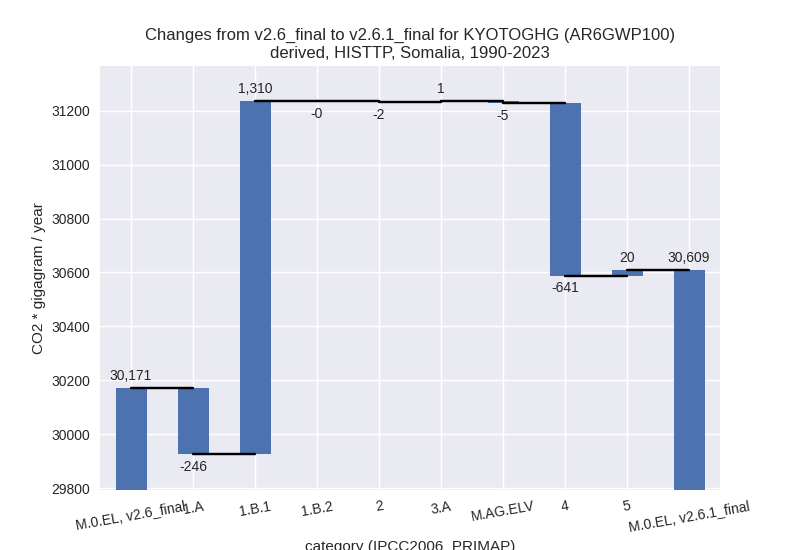 Changes from v2.6_final to v2.6.1_final for KYOTOGHG (AR6GWP100)
derived, HISTTP, Somalia, 1990-2023
CO2 * gigagram / year
31200
31000
30800
30600
30400
30200
30000
29800
30,171
-246
1,310
-0
-2
1
-5
-641
20
30,609
M.0.EL, v2.6_final
1.A
1.B.1
1.B.2
2
3.A
M.AG.ELV
4
5
M.0.EL, v2.6.1_final
category (IPCC2006_PRIMAP)